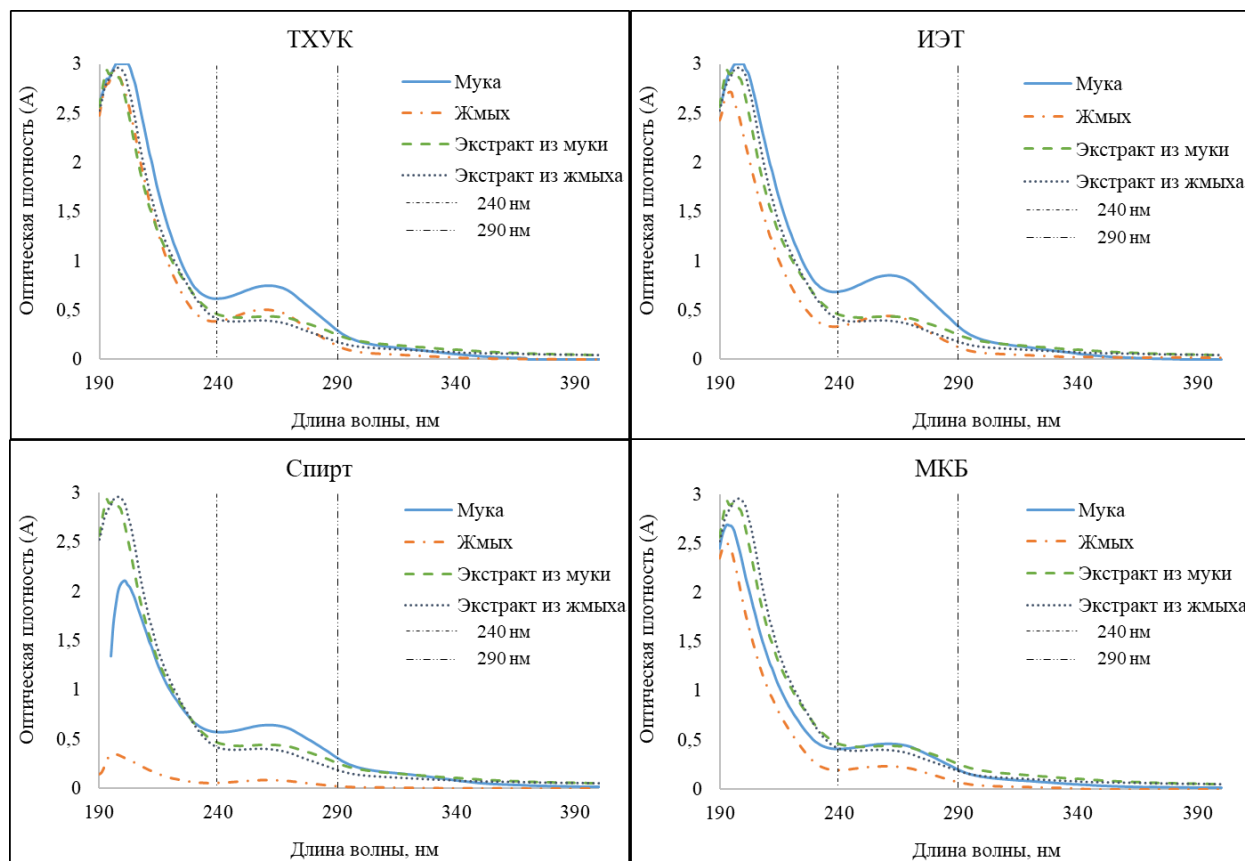 ТХУК
Оптическая плотность (А)
3
2,5
2
1,5
1
0,5
0
Мука
Жмых
Экстракт из муки
Экстракт из жмыха
240 нм
290 нм
190 240 290 340 390
Длина волны, нм
ИЭТ
Оптическая плотность (А)
3
2,5
2
1,5
1
0,5
0
Мука
Жмых
Экстракт из муки
Экстракт из жмыха
240 нм
290 нм
190 240 290 340 390
Длина волны, нм
Спирт
Оптическая плотность (А)
3
2,5
2
1,5
1
0,5
0
Мука
Жмых
Экстракт из муки
Экстракт из жмыха
240 нм
290 нм
190 240 290 340 390
Длина волны, нм
МКБ
Оптическая плотность (А)
3
2,5
2
1,5
1
0,5
0
Мука
Жмых
Экстракт из муки
Экстракт из жмыха
240 нм
290 нм
190 240 290 340 390
Длина волны, нм